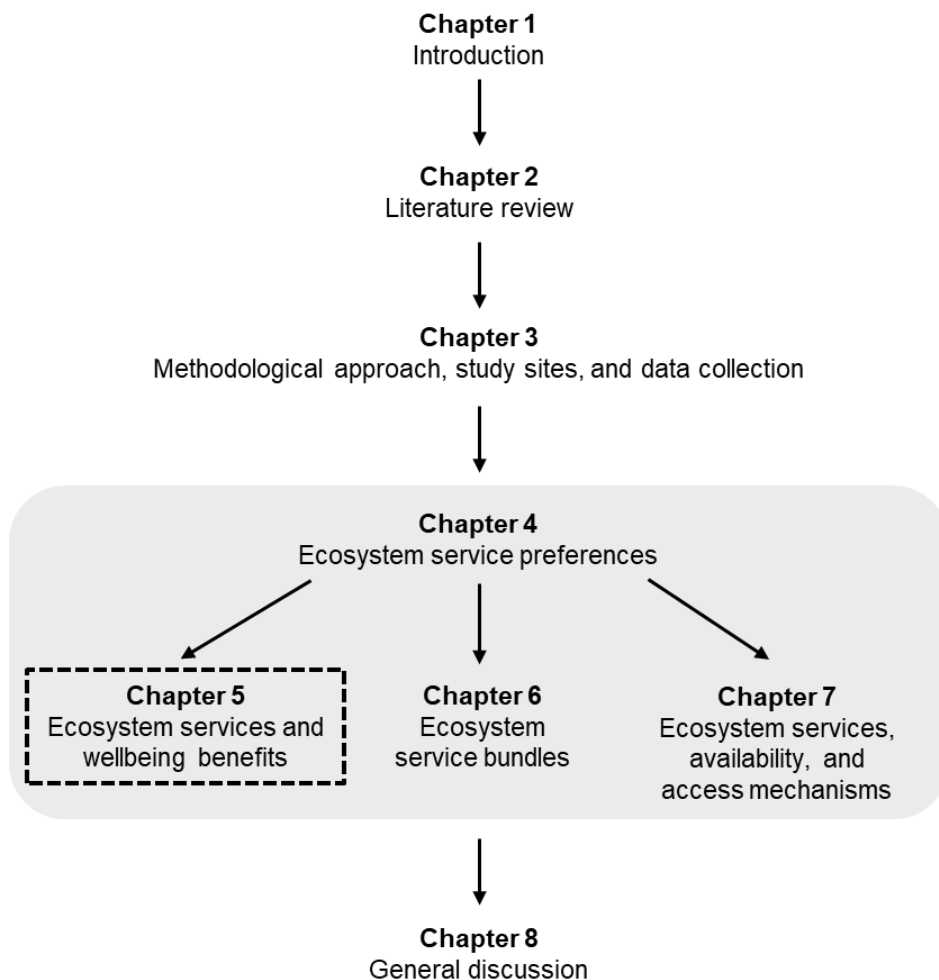 Chapter 1
Introduction
Chapter 2
Literature review
Chapter 3
Methodological approach, study sites, and data collection
Chapter 4
Ecosystem service preferences
Chapter 5
Ecosystem services and
wellbeing benefits
Chapter 6
Ecosystem
service bundles
Chapter 7
Ecosystem services,
availability, and
access mechanisms
Chapter 8
General discussion